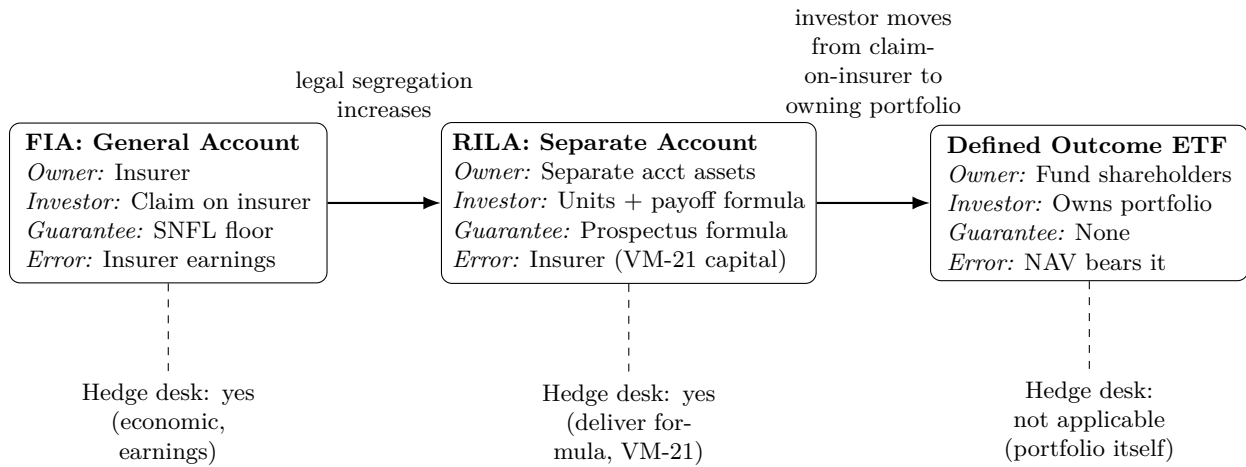 legal segregation
increases
investor moves
from claim-
on-insurer to
owning portfolio
FIA: General Account
Owner: Insurer
Investor: Claim on insurer
Guarantee: SNFL floor
Error: Insurer earnings
RILA: Separate Account
Owner: Separate acct assets
Investor: Units + payoff formula
Guarantee: Prospectus formula
Error: Insurer (VM-21 capital)
Defined Outcome ETF
Owner: Fund shareholders
Investor: Owns portfolio
Guarantee: None
Error: NAV bears it
Hedge desk: yes
(economic,
earnings)
Hedge desk: yes
(deliver for-
mula, VM-21)
Hedge desk:
not applicable
(portfolio itself)